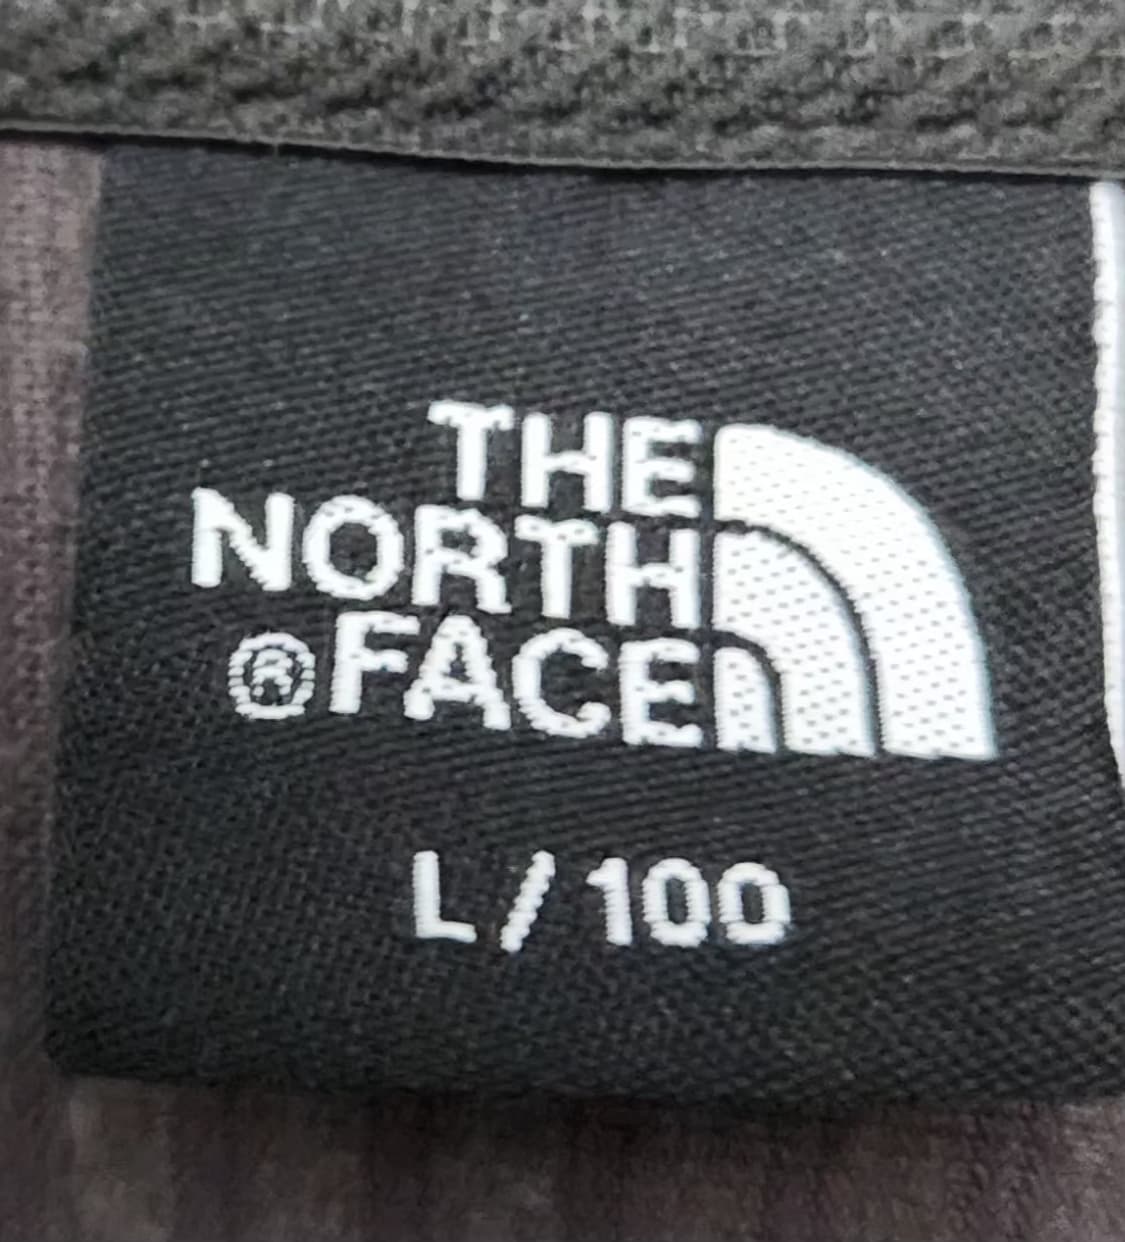 THE
NORTH
® FACE
L/100